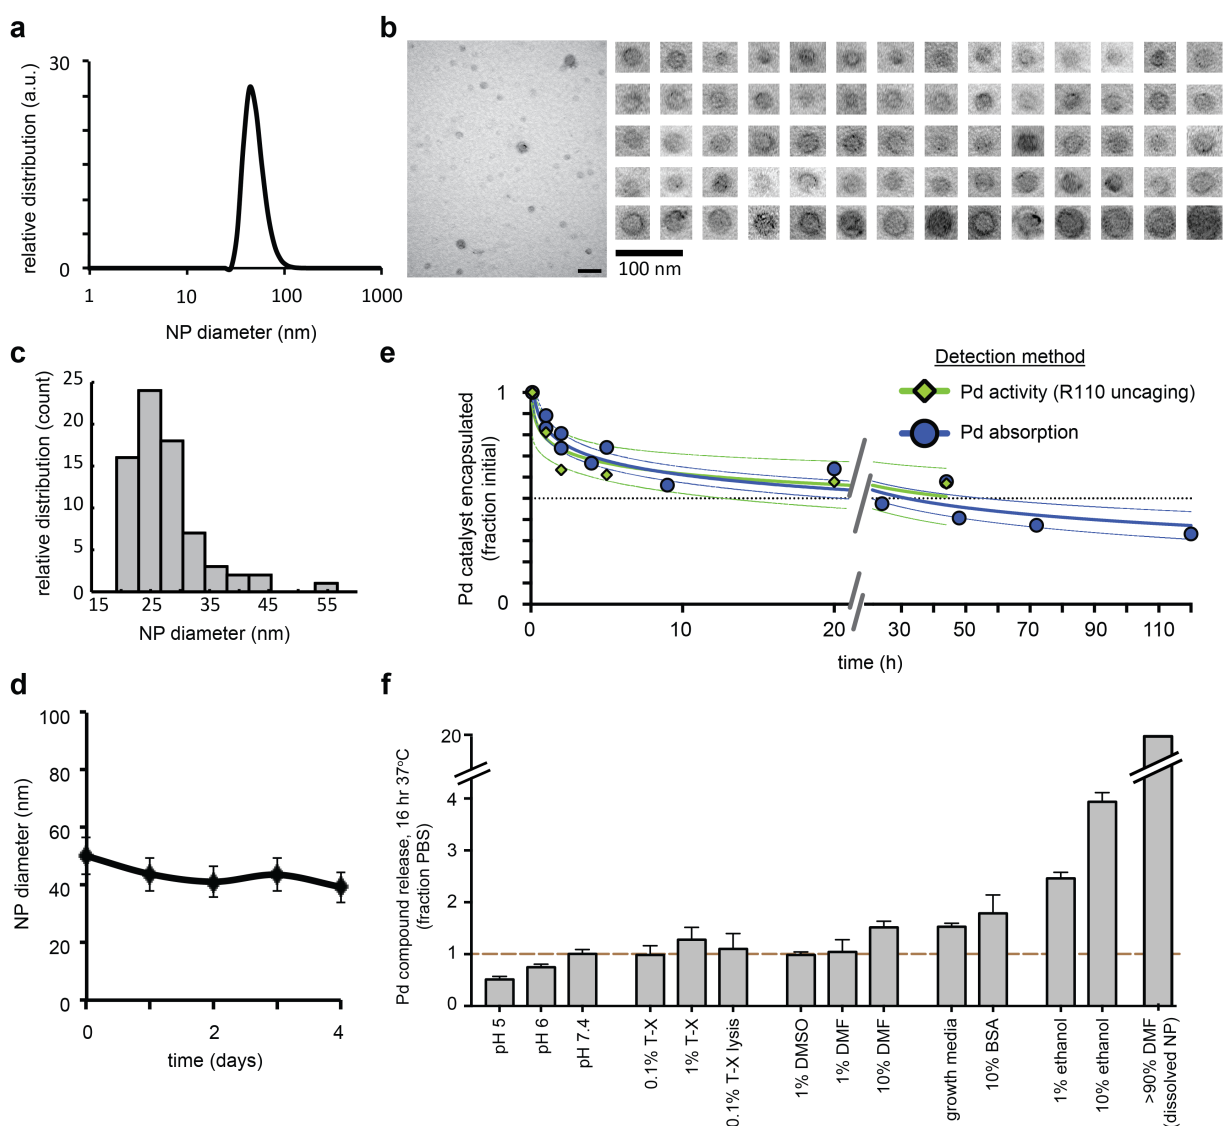 a
30
0
relative distribution (a.u.)
1 10 100 1000
NP diameter (nm)
b
100 nm
c
25
20
15
10
5
0
relative distribution (count)
15 25 35 45 55
NP diameter (nm)
e
Detection method
Pd activity (R110 uncaging)
Pd absorption
1
0
Pd catalyst encapsulated
(fraction initial)
0 10 20 30 50 70 90 110
time (h)
d
100
80
60
40
20
0
NP diameter (nm)
0 2 4
time (days)
f
20
4
3
2
1
0
Pd compound release, 16 hr 37°C
(fraction PBS)
pH 5
pH 6
pH 7.4
0.1% T-X
1% T-X
0.1% T-X lysis
1% DMSO
1% DMF
10% DMF
growth media
10% BSA
1% ethanol
10% ethanol
>90% DMF
(dissolved NP)